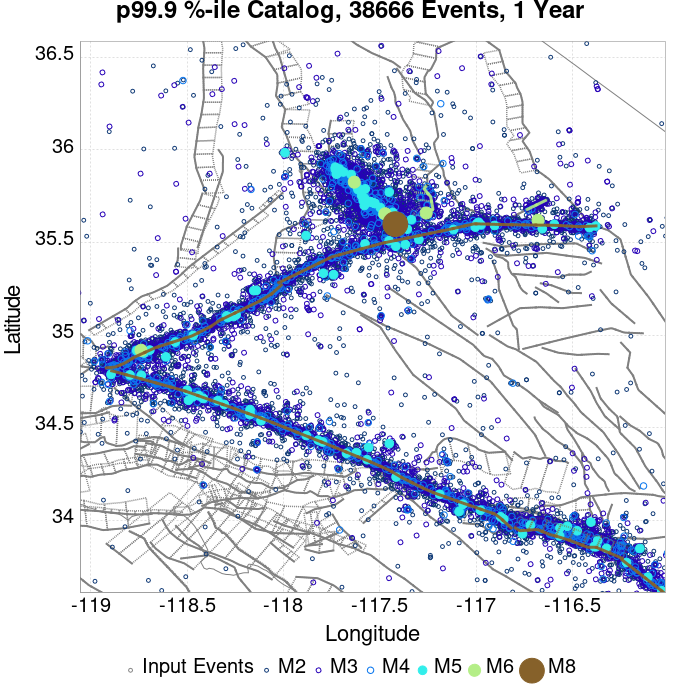 p99.9 %-ile Catalog, 38666 Events, 1 Year
36.5
36
35.5
35
34.5
34
Latitude
-119 -118.5 -118 -117.5 -117 -116.5
Longitude
Input Events M2 M3 M4 M5 M6 M8